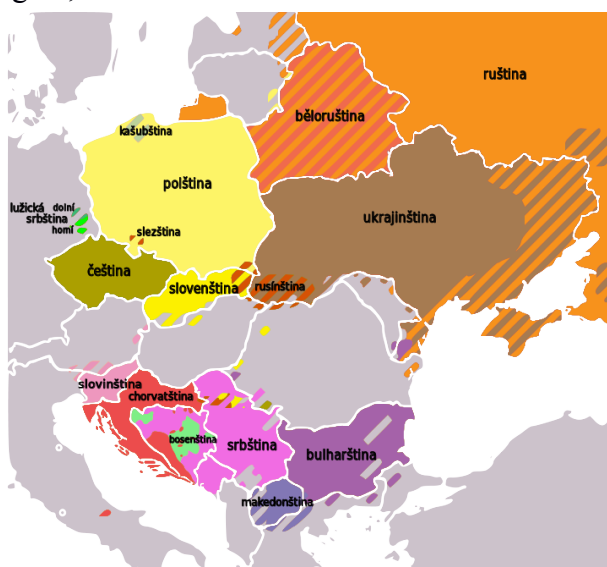 ruština
běloruština
kašubština
polština
lužická
srbština
dolní
horní
ukrajinština
slezština
čeština
slovenština
rusínština
slovinština
chorvatština
bosenština
srbština
bulharština
makedonština